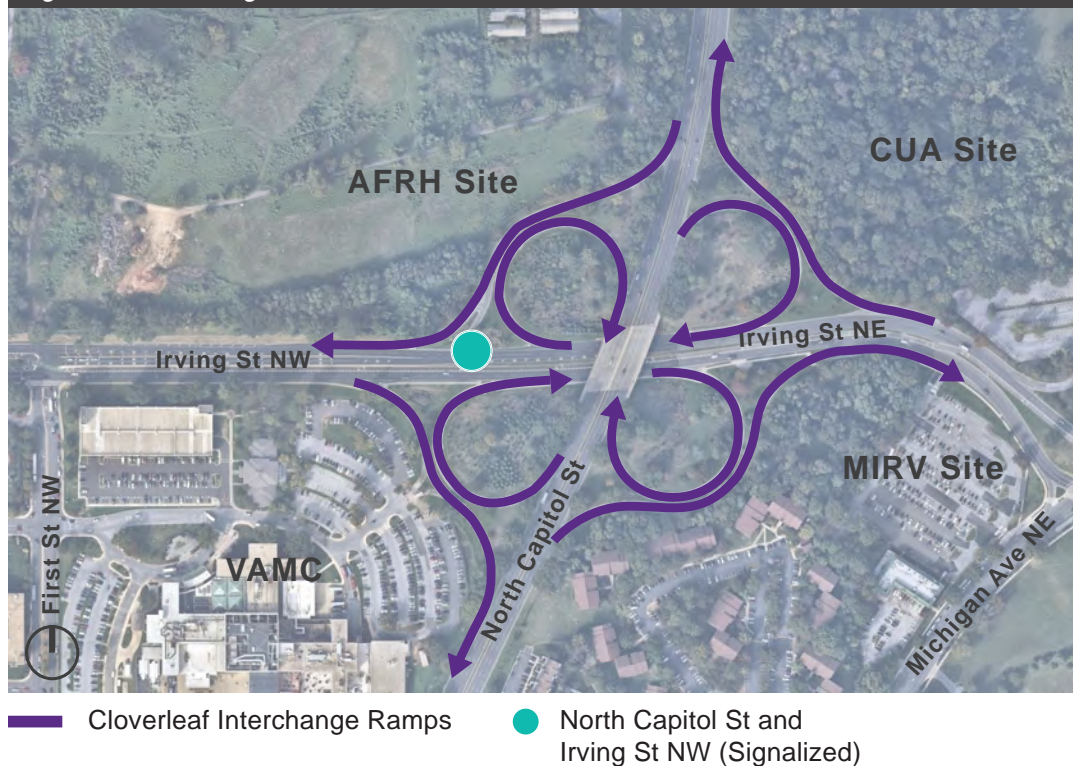 CUA Site
AFRH Site
Irving St NW
Irving St NE
MIRV Site
First St NW
VAMC
North Capitol St
Michigan Ave NE
Cloverleaf Interchange Ramps
North Capitol St and
Irving St NW (Signalized)